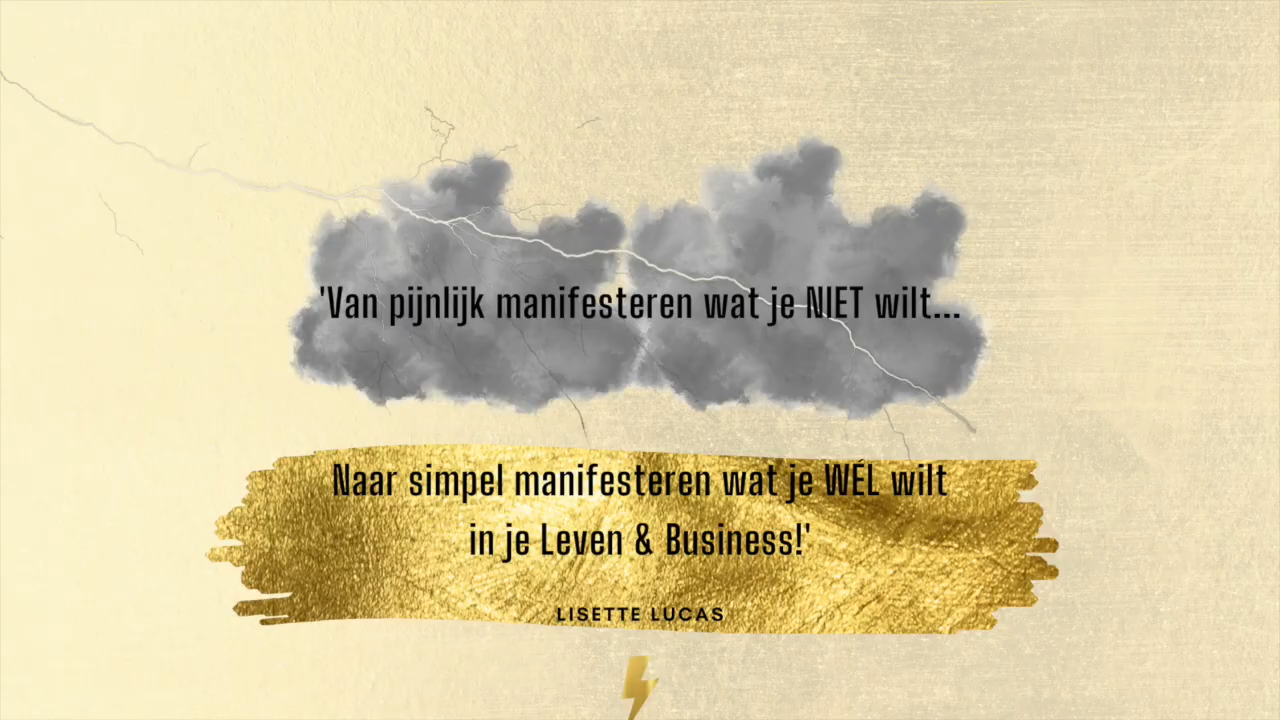 'Van pijnlijk manifesteren wat je NIET wilt...
Naar simpel manifesteren wat je WÉL wilt
in je Leven & Business!'
LISETTE LUCAS